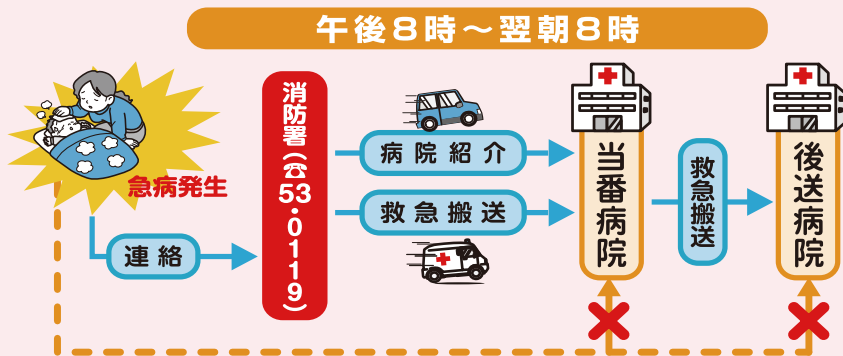 午後8時～翌朝8時
急病発生
連絡
消防署（☎53・0119）
病院紹介
救急搬送
当番病院
救急搬送
後送病院